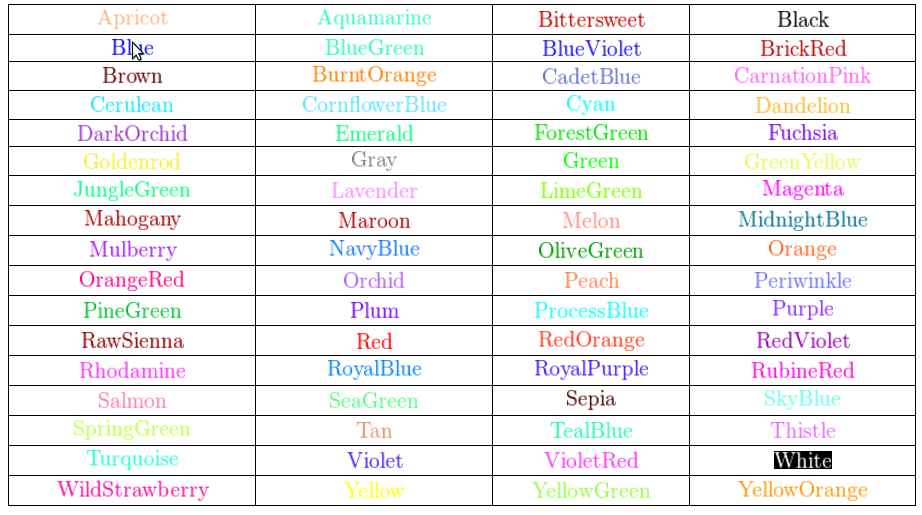 Apricot Aquamarine Bittersweet Black
Blue BlueGreen BlueViolet BrickRed
Brown BurntOrange CadetBlue CarnationPink
Cerulean CornflowerBlue Cyan Dandelion
DarkOrchid Emerald ForestGreen Fuchsia
Goldenrod Gray Green GreenYellow
JungleGreen Lavender LimeGreen Magenta
Mahogany Maroon Melon MidnightBlue
Mulberry NavyBlue OliveGreen Orange
OrangeRed Orchid Peach Periwinkle
PineGreen Plum ProcessBlue Purple
RawSienna Red RedOrange RedViolet
Rhodamine RoyalBlue RoyalPurple RubineRed
Salmon SeaGreen Sepia SkyBlue
SpringGreen Tan TealBlue Thistle
Turquoise Violet VioletRed White
WildStrawberry Yellow YellowGreen YellowOrange